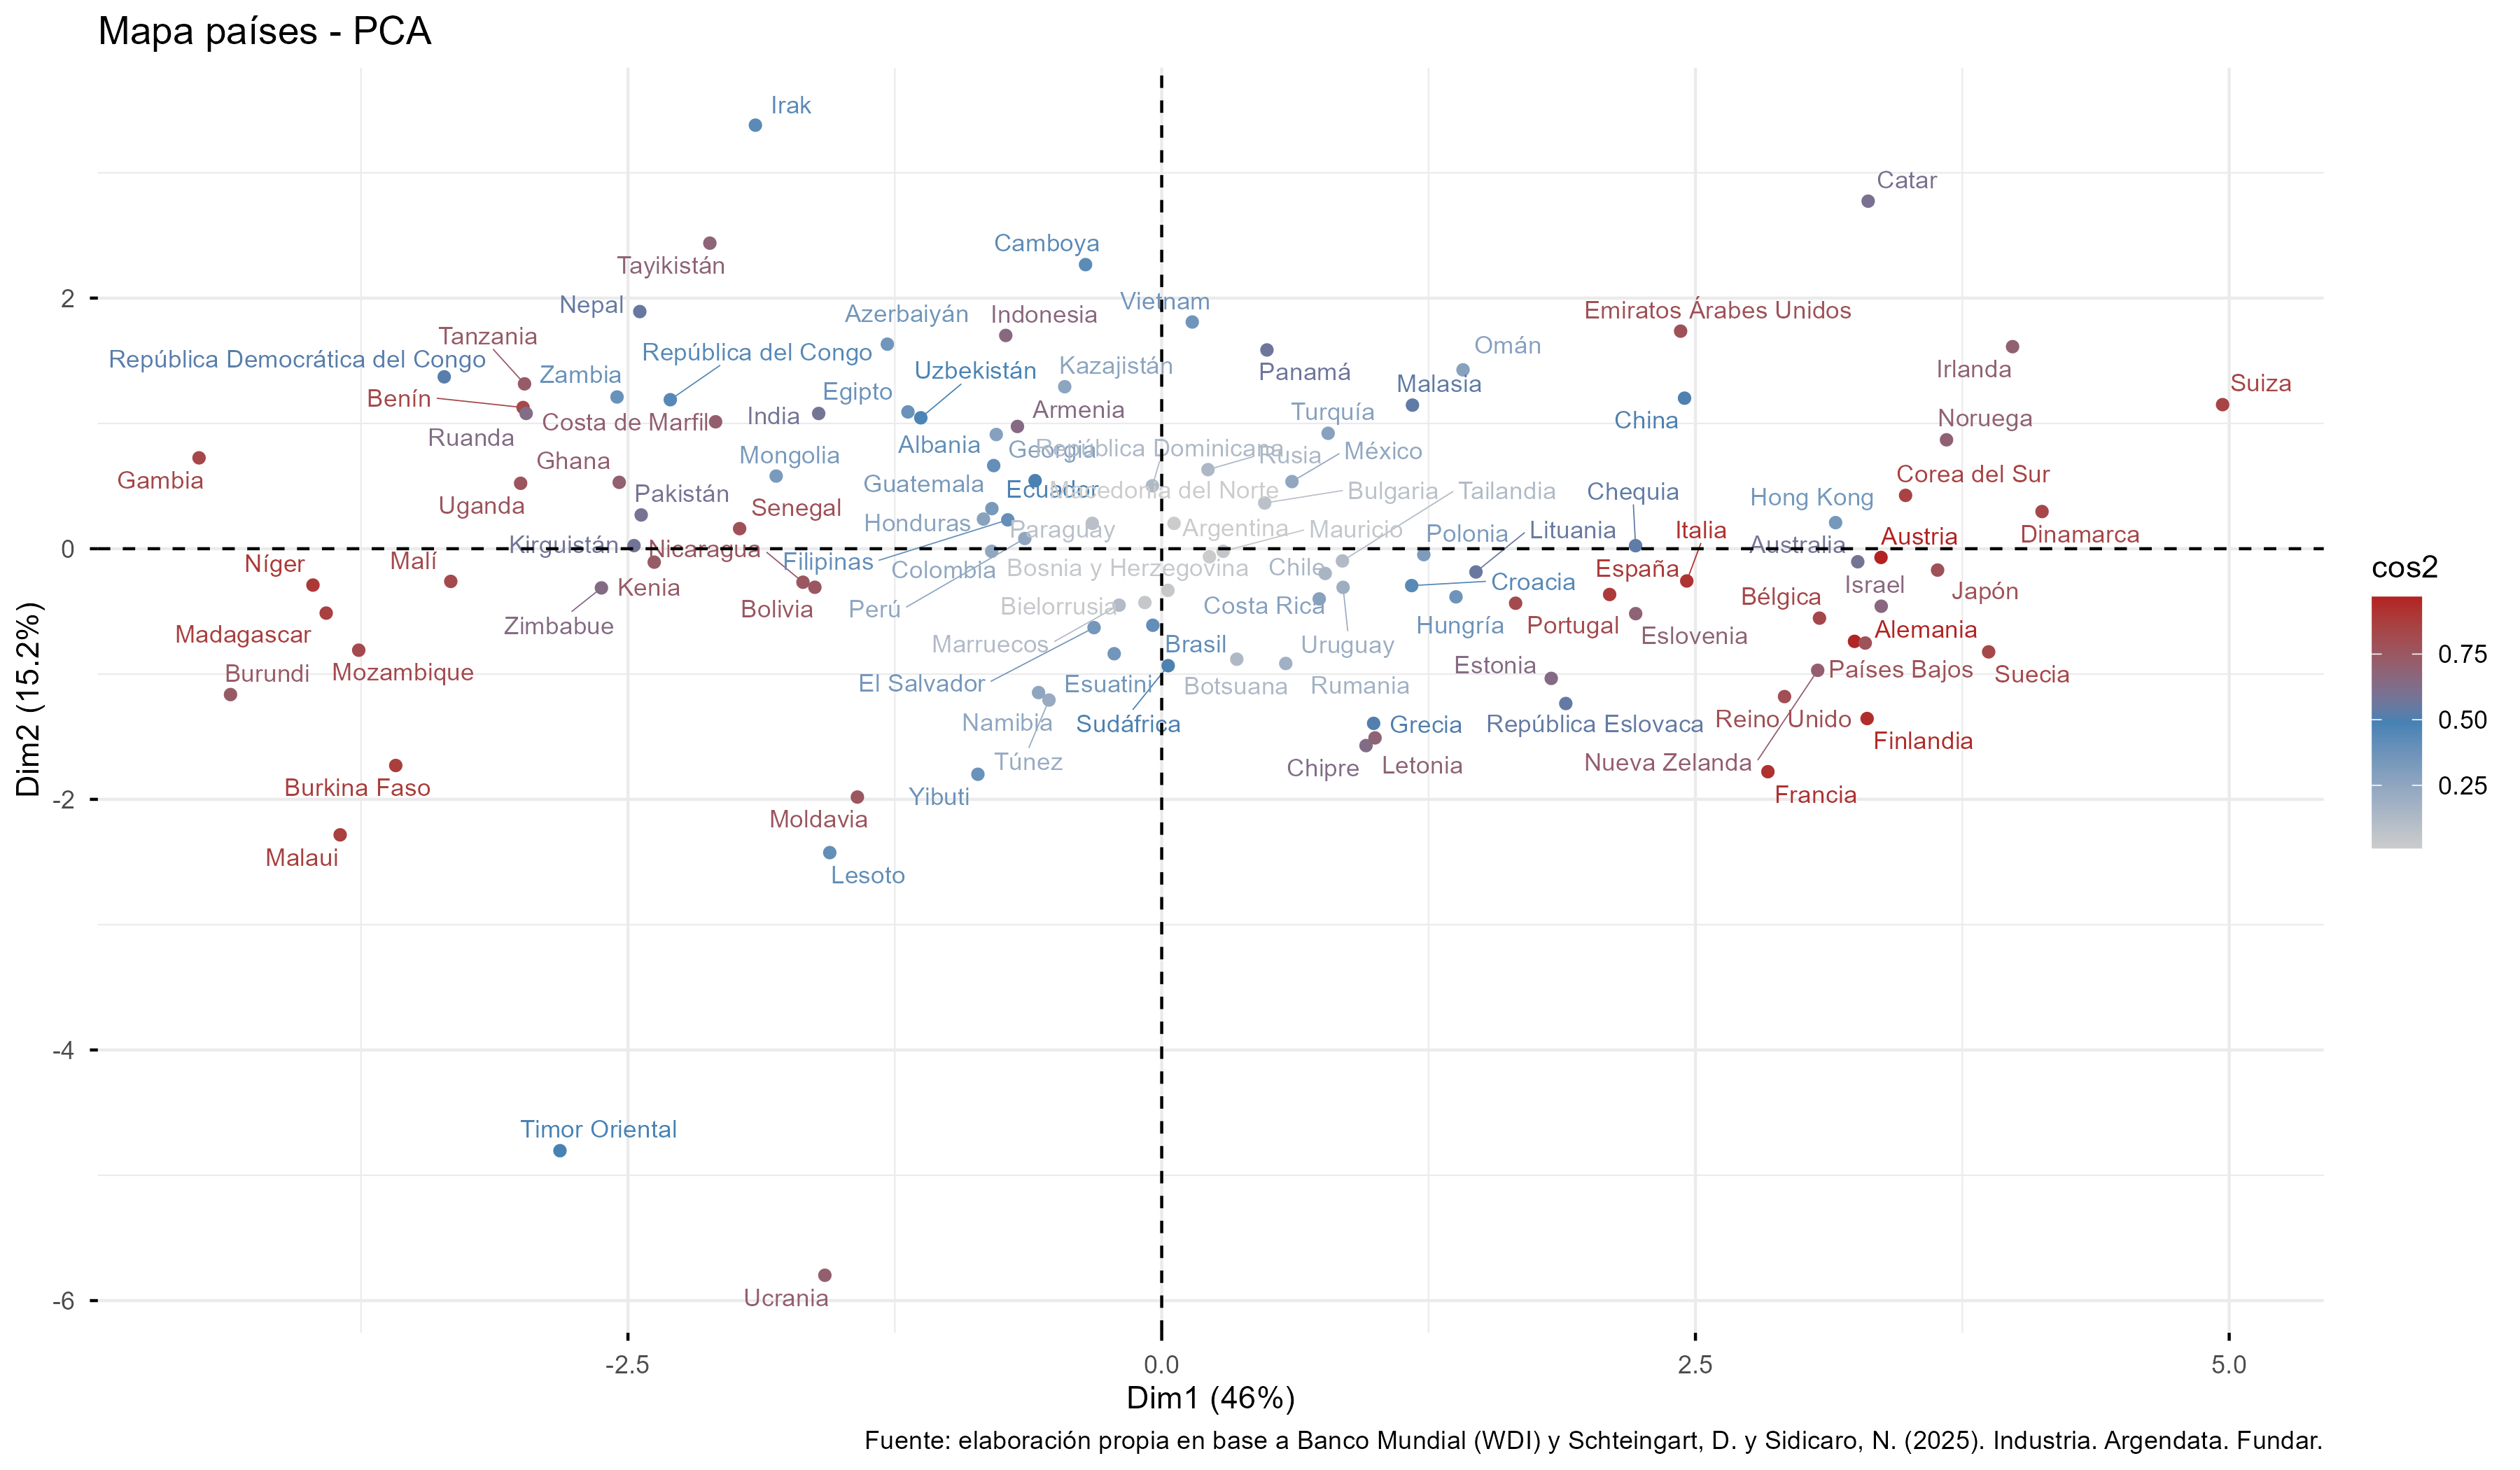 Mapa países - PCA
Irak
Catar
Camboya
Tayikistán
Vietnam
Nepal
Azerbaiyán
Indonesia
Emiratos Árabes Unidos
Tanzania
República del Congo
Omán
República Democrática del Congo
Zambia
Uzbekistán
Kazajistán
Panamá
Irlanda
Malasia
Suiza
Benín
Egipto
Armenia
Turquía
China
Noruega
Costa de Marfil
India
Ruanda
Albania
Georgia
República Dominicana
Rusia
México
Mongolia
Ghana
Corea del Sur
Gambia
Guatemala
Ecuador
Macedonia del Norte
Bulgaria
Tailandia
Chequia
Hong Kong
Pakistán
Uganda
Senegal
Honduras
Paraguay
Argentina
Mauricio
Polonia
Lituania
Italia
Austria
Dinamarca
Kirguistán
Nicaragua
Australia
Níger
Malí
Filipinas
Colombia
Bosnia y Herzegovina
Chile
España
Croacia
Israel
Japón
Kenia
Bolivia
Perú
Bielorrusia
Costa Rica
Bélgica
Hungría
Portugal
Zimbabue
Madagascar
Marruecos
Brasil
Uruguay
Eslovenia
Alemania
Burundi
Mozambique
El Salvador
Esuatini
Botsuana
Rumania
Estonia
Países Bajos
Suecia
Namibia
Sudáfrica
Grecia
República Eslovaca
Reino Unido
Finlandia
Túnez
Chipre
Letonia
Nueva Zelanda
Burkina Faso
Yibuti
Francia
Moldavia
Malaui
Lesoto
Timor Oriental
Ucrania
2
0
-2
-4
-6
Dim2 (15.2%)
-2.5
0.0
2.5
5.0
Dim1 (46%)
cos2
0.75
0.50
0.25
Fuente: elaboración propia en base a Banco Mundial (WDI) y Schteingart, D. y Sidicaro, N. (2025). Industria. Argendata. Fundar.